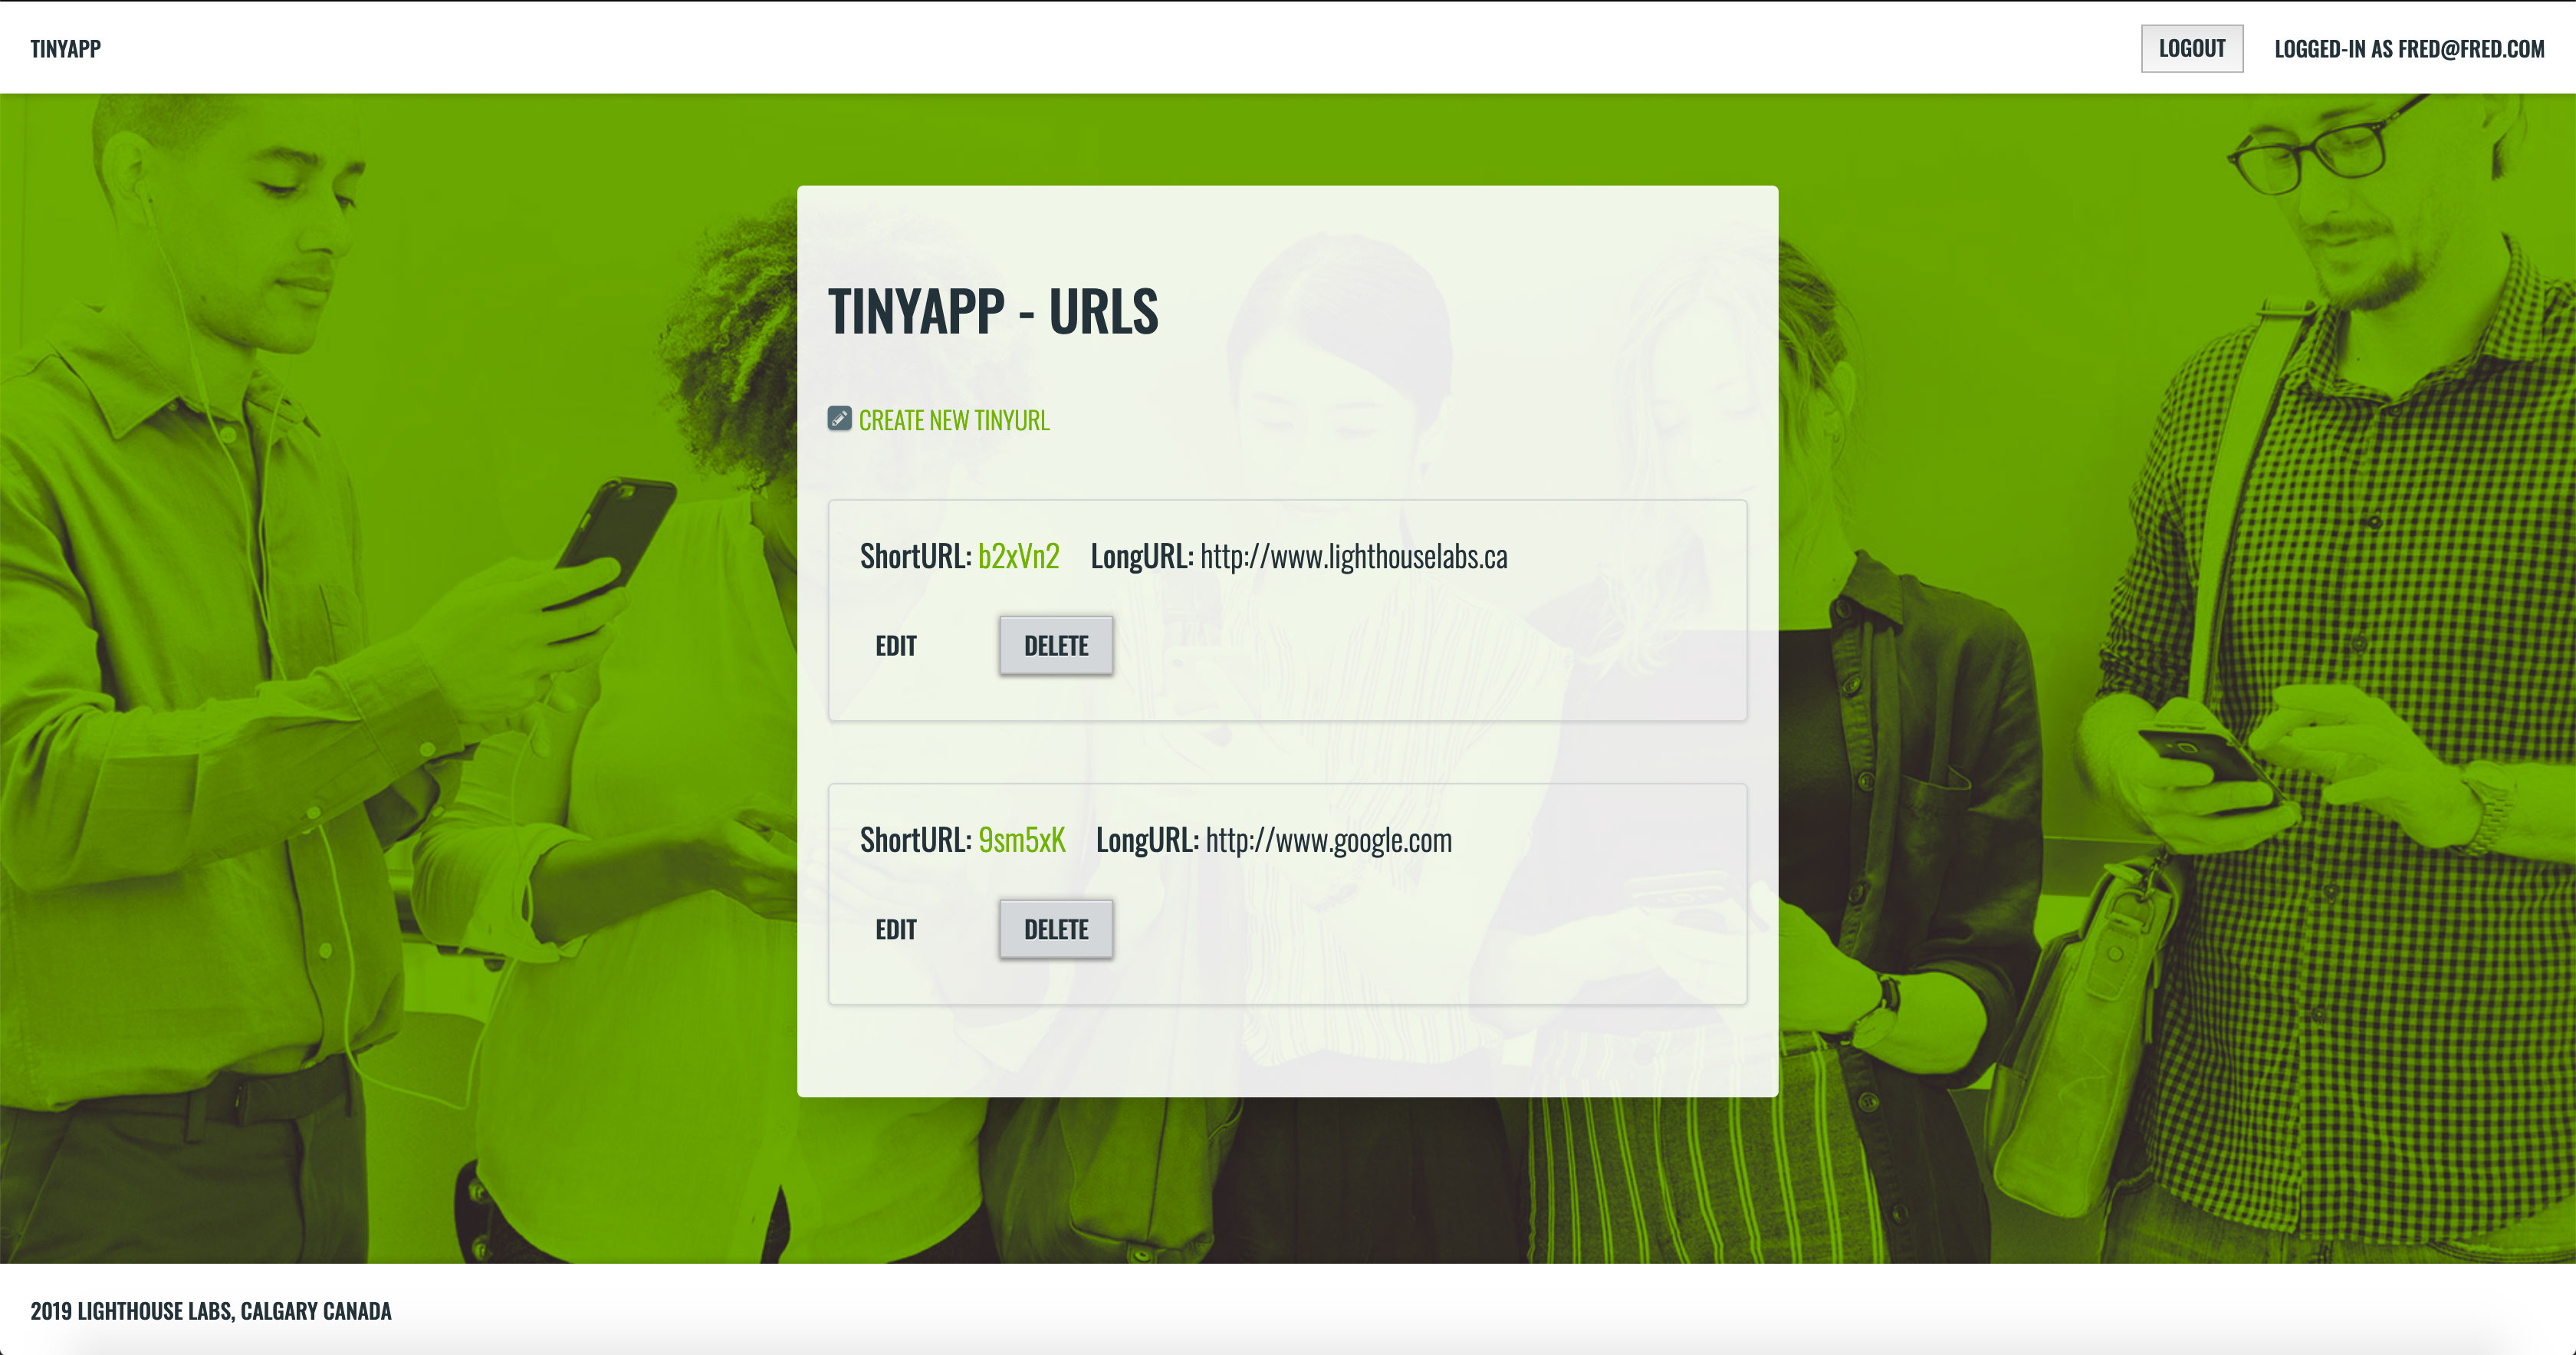 TINYAPP
LOGOUT LOGGED-IN AS FRED@FRED.COM
TINYAPP - URLS
CREATE NEW TINYURL
ShortURL: b2xVn2 LongURL: http://www.lighthouselabs.ca
EDIT DELETE
ShortURL: 9sm5xK LongURL: http://www.google.com
EDIT DELETE
2019 LIGHTHOUSE LABS, CALGARY CANADA